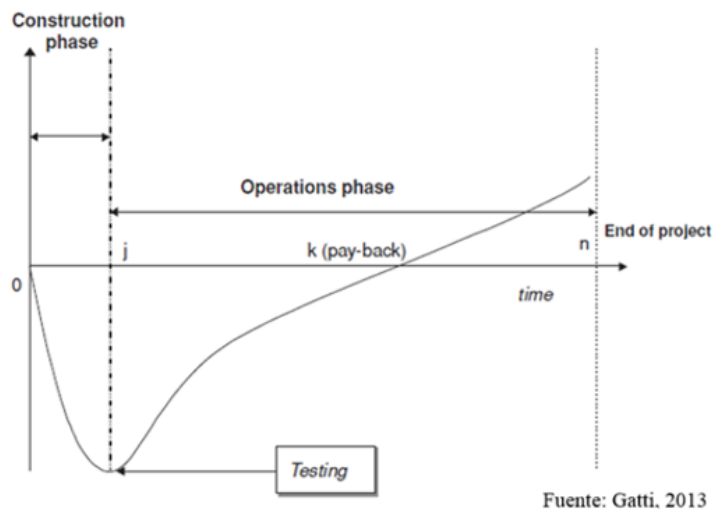 Construction
phase
Operations phase
j
k (pay-back)
n
End of project
0
time
Testing
Fuente: Gatti, 2013